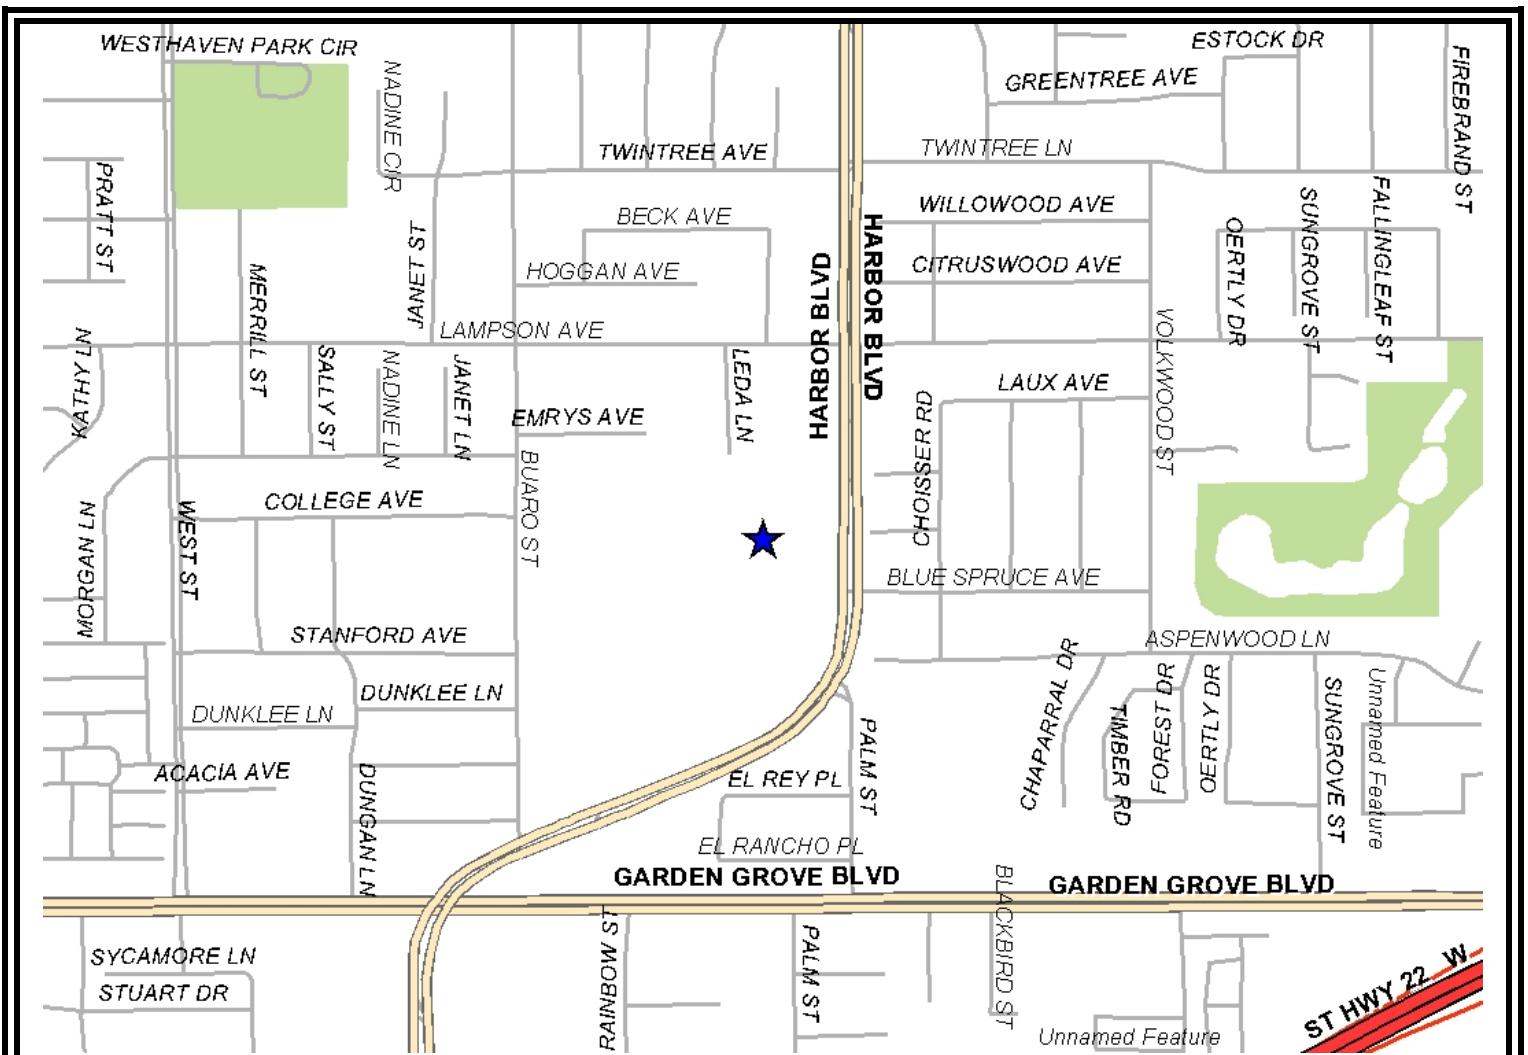 WESTHAVEN PARK CIR
ESTOCK DR
FIREBRAND ST
NADINE CIR
GREENTREE AVE
TWINTREE AVE
TWINTREE LN
PRATT ST
WILLOWOOD AVE
BECK AVE
JANET ST
HARBOR BLVD
HARBOR BLVD
OERTLY DR
SUNGROVE ST
FALLINGLEAF ST
MERRILL ST
HOGGAN AVE
CITRUSWOOD AVE
LAMPSON AVE
VOLKWOOD ST
KATHY LN
SALLY ST
NADINE LN
JANET LN
LEDA LN
LAUX AVE
EMRYS AVE
CHOISSER RD
BUARO ST
COLLEGE AVE
MORGAN LN
WEST ST
BLUE SPRUCE AVE
STANFORD AVE
ASPENWOOD LN
CHAPARRAL DR
DUNKLEE LN
DUNKLEE LN
FOREST DR
OERTLY DR
TIMBER RD
SUNGROVE ST
Unnamed Feature
PALM ST
ACACIA AVE
DUNGAN LN
EL REY PL
EL RANCHO PL
GARDEN GROVE BLVD
GARDEN GROVE BLVD
BLACKBIRD ST
RAINBOW ST
PALM ST
SYCAMORE LN
STUART DR
ST HWY 22 W
Unnamed Feature